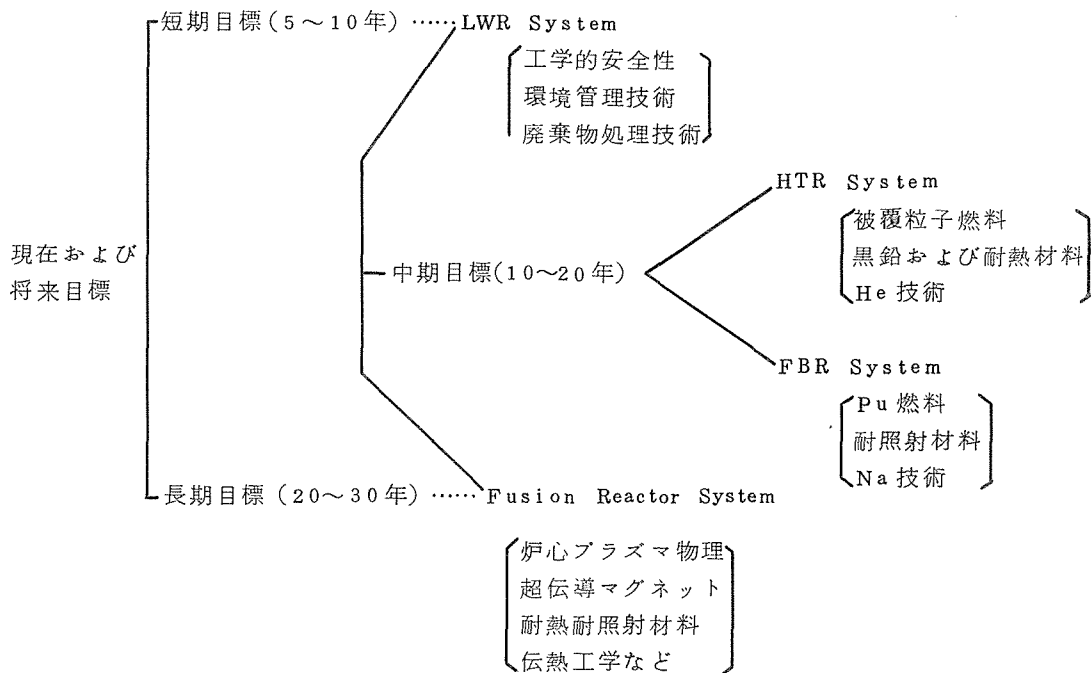 短期目標(5〜10年)……LWR System
工学的安全性
環境管理技術
廃棄物処理技術
HTR System
被覆粒子燃料
黒鉛および耐熱材料
He技術
現在および
将来目標
中期目標(10〜20年)
FBR System
Pu燃料
耐照射材料
Na技術
長期目標(20〜30年)……Fusion Reactor System
炉心プラズマ物理
超伝導マグネット
耐熱耐照射材料
伝熱工学など